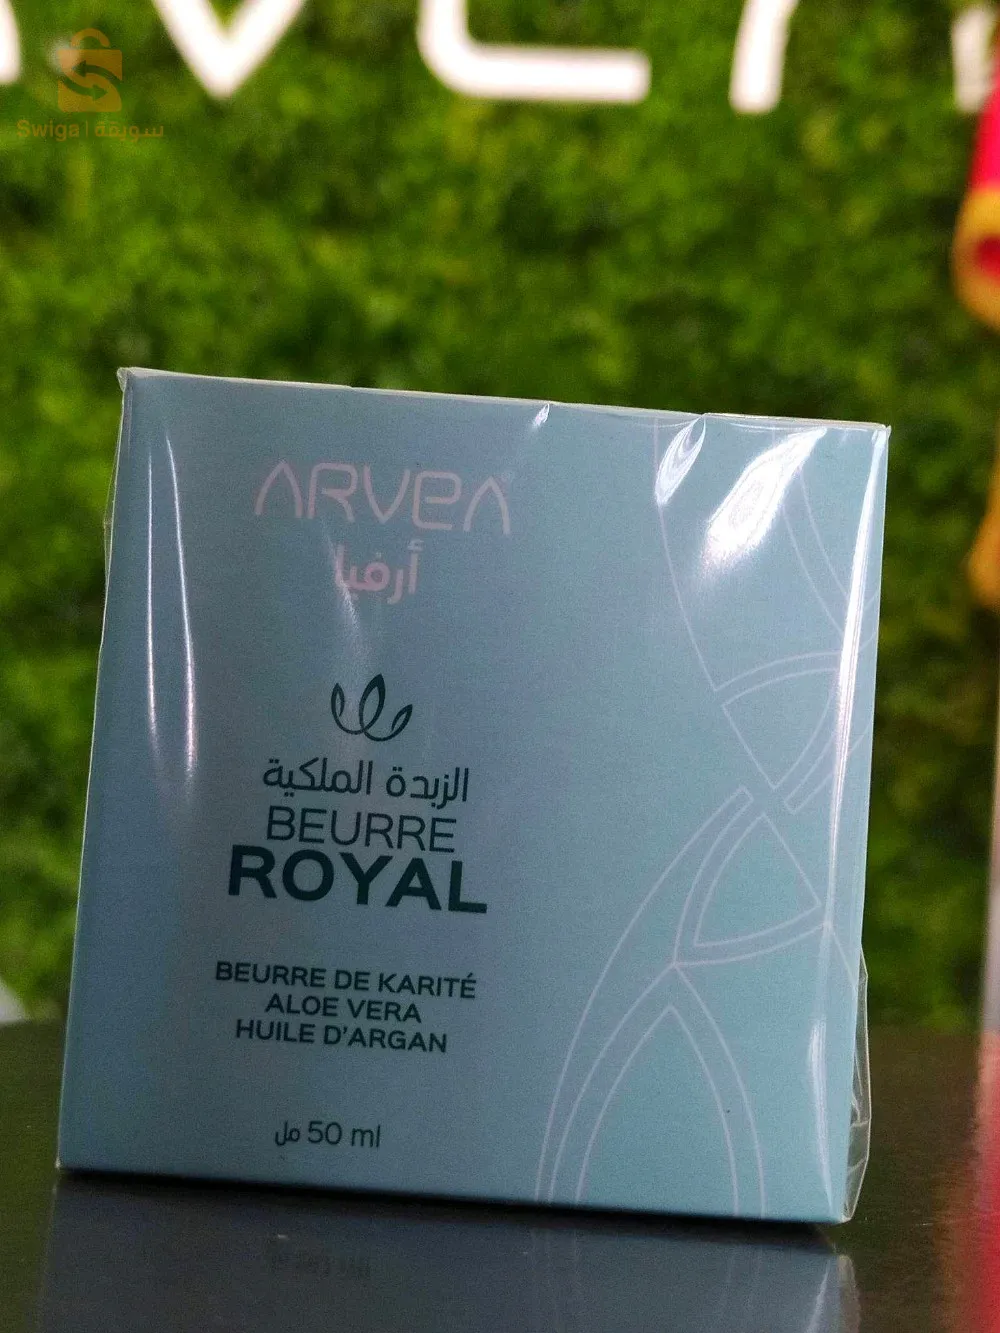 Swiga | سويقة
ARVEA
أرفيا
الزبدة الملكية
BEURRE
ROYAL
BEURRE DE KARITÉ
ALOE VERA
HUILE D'ARGAN
50 ml مل